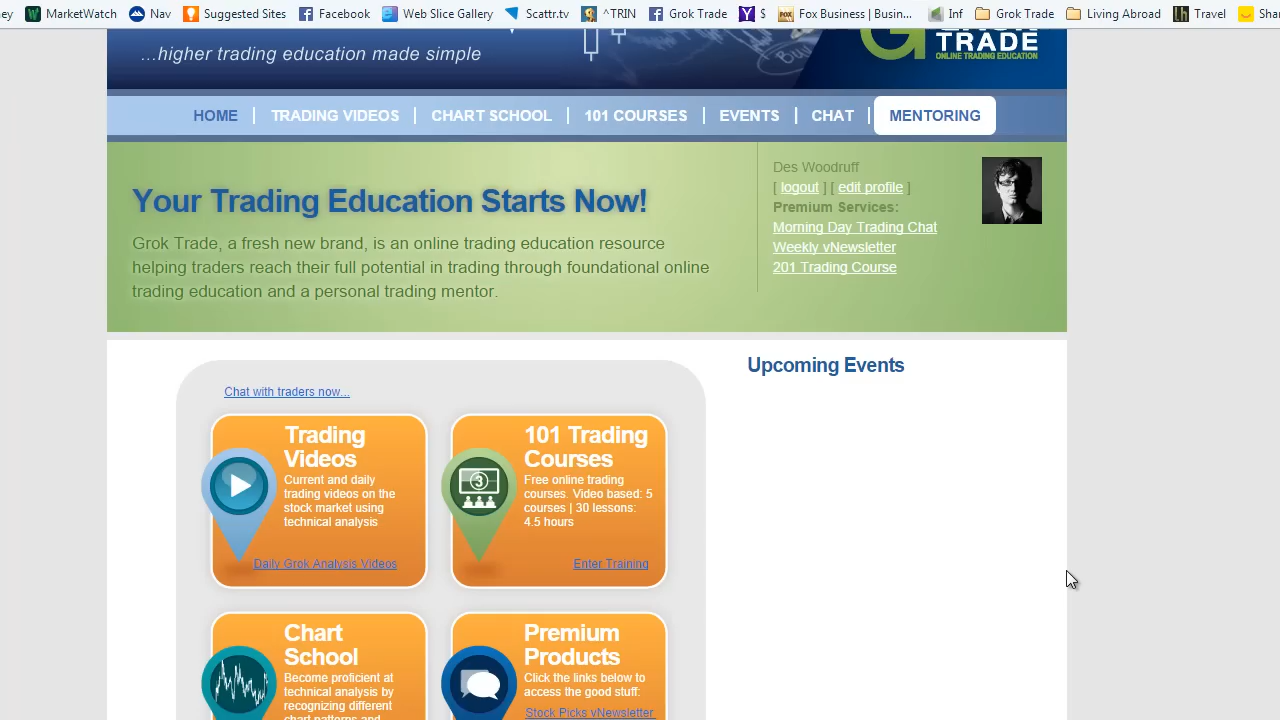 ey MarketWatch Nav Suggested Sites Facebook Web Slice Gallery Scattr.tv ^TRIN Grok Trade $ Fox Business | Busin... Inf Grok Trade Living Abroad Travel Sha
...higher trading education made simple
TRADE
ONLINE TRADING EDUCATION
HOME TRADING VIDEOS CHART SCHOOL 101 COURSES EVENTS CHAT MENTORING
Your Trading Education Starts Now!
Grok Trade, a fresh new brand, is an online trading education resource
helping traders reach their full potential in trading through foundational online
trading education and a personal trading mentor.
Des Woodruff
[ logout ] [ edit profile ]
Premium Services:
Morning Day Trading Chat
Weekly vNewsletter
201 Trading Course
Chat with traders now...
Trading
Videos
Current and daily
trading videos on the
stock market using
technical analysis
Daily Grok Analysis Videos
101 Trading
Courses
Free online trading
courses. Video based: 5
courses | 30 lessons:
4.5 hours
Enter Training
3
Chart
School
Become proficient at
technical analysis by
recognizing different
chart patterns and
Premium
Products
Click the links below to
access the good stuff:
Stock Picks vNewsletter
Upcoming Events